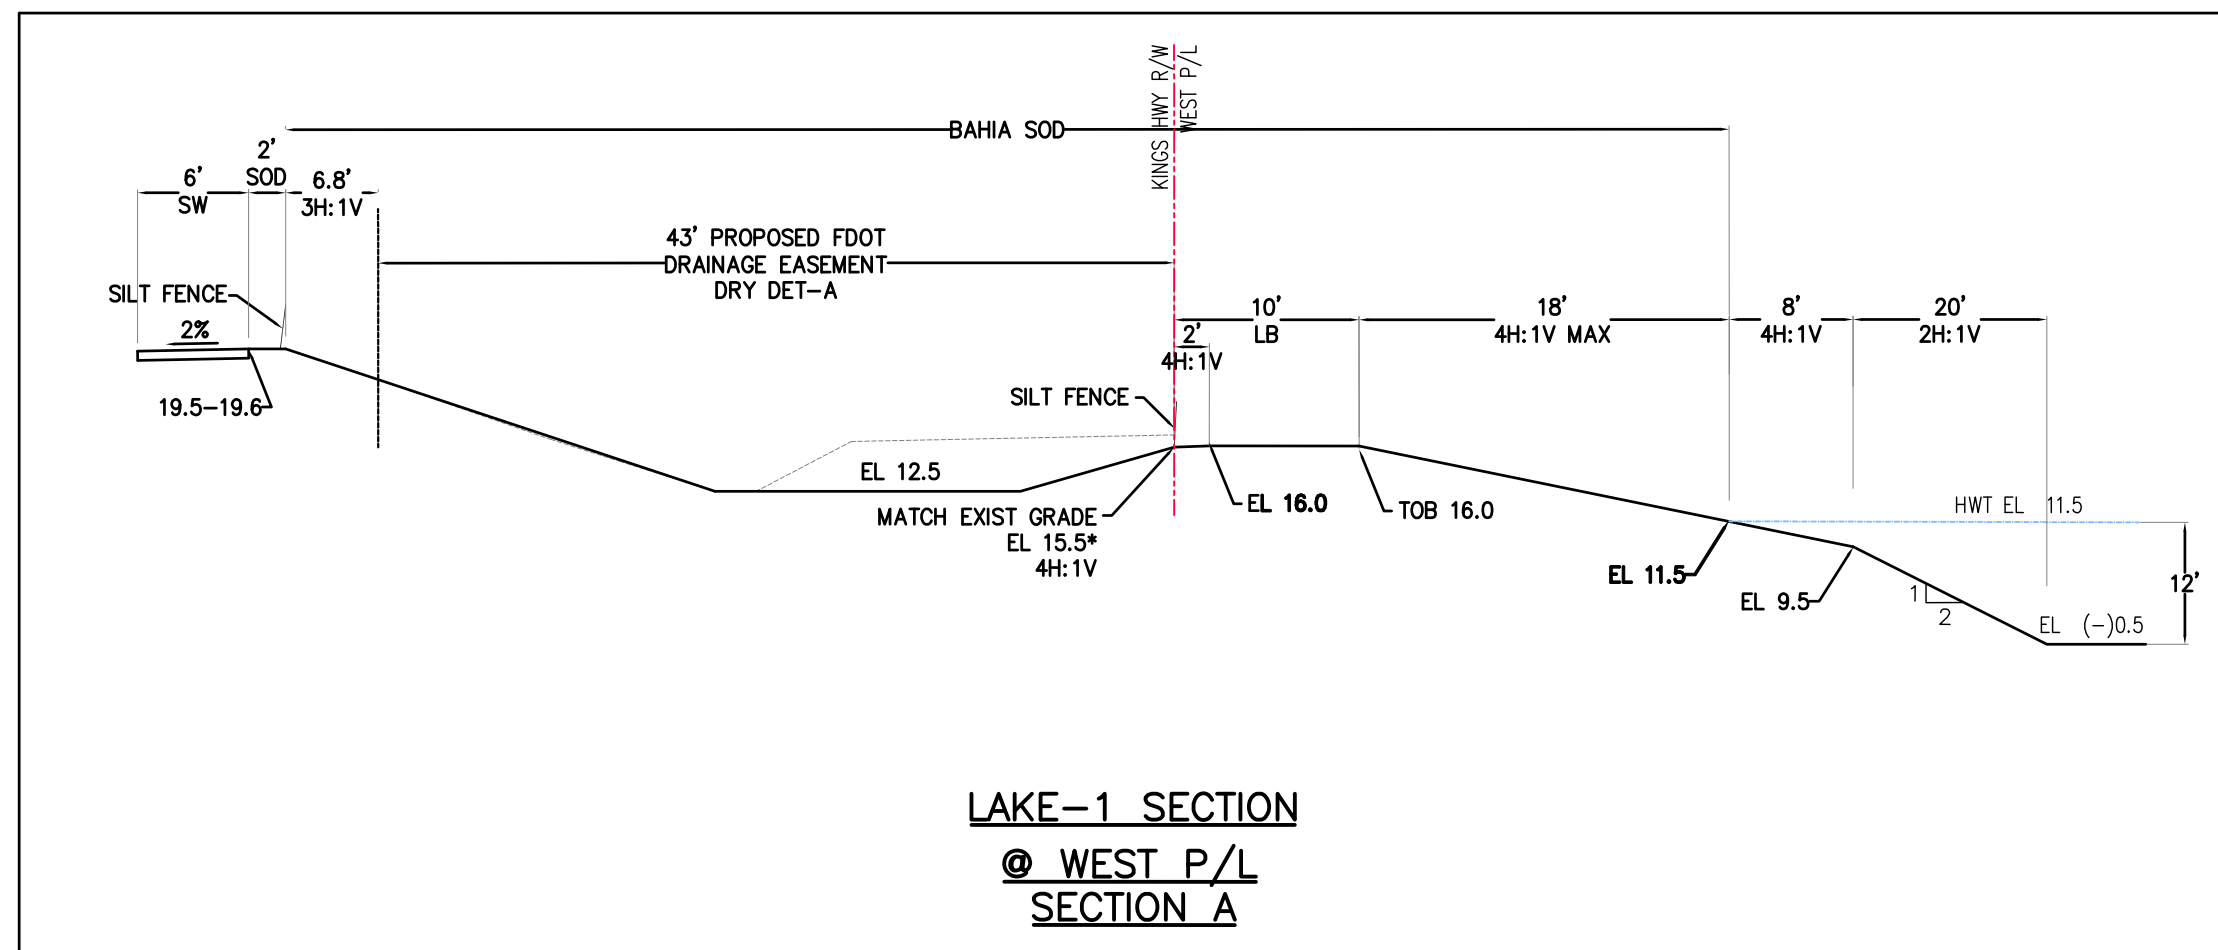 KINGS HWY R/W
WEST P/L
BAHIA SOD
2'
SOD
6'
SW
6.8'
3H:1V
43' PROPOSED FDOT
DRAINAGE EASEMENT
DRY DET-A
SILT FENCE
2%
19.5-19.6
10'
LB
2'
4H:1V
18'
4H:1V MAX
8'
4H:1V
20'
2H:1V
SILT FENCE
EL 12.5
MATCH EXIST GRADE
EL 15.5*
4H:1V
EL 16.0
TOB 16.0
HWT EL 11.5
EL 11.5
EL 9.5
1
2
12'
EL (-)0.5
LAKE-1 SECTION
@ WEST P/L
SECTION A